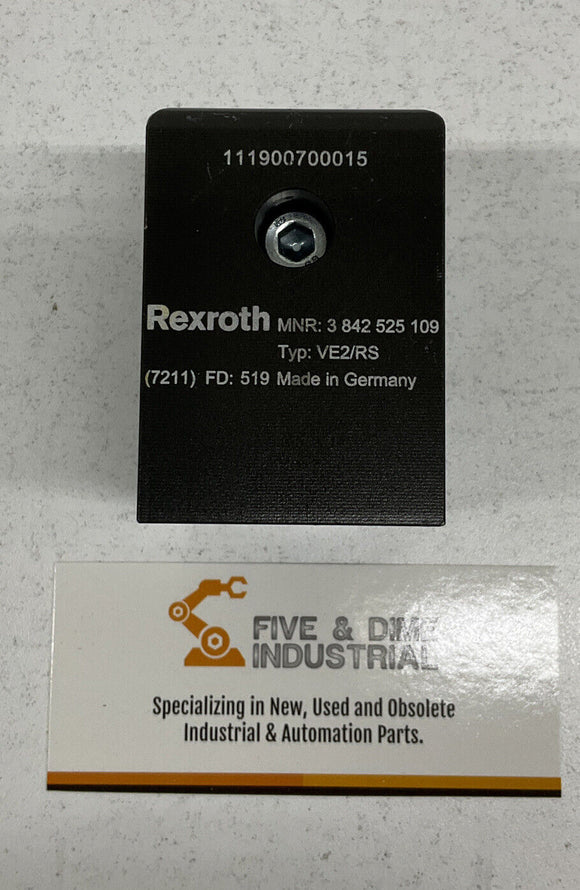 111900700015
Rexroth MNR: 3 842 525 109
Typ: VE2/RS
(7211) FD: 519 Made in Germany
FIVE & DIME
INDUSTRIAL
Specializing in New, Used and Obsolete
Industrial & Automation Parts.